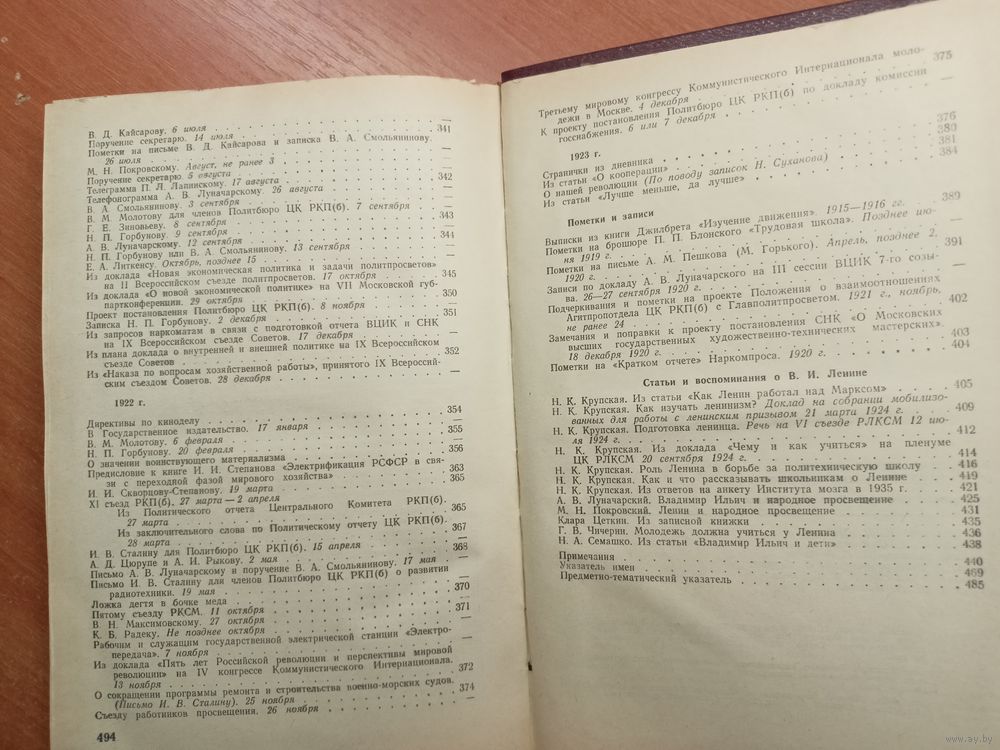 В. Д. Кайсарову. 6 июля . . . —
Поручение секретарю. 14 июля . . . 341
Пометки на письме В. Д. Кайсарова и записка В. А. Смольянинову.
26 июля . . . —
М. Н. Покровскому. Август, не ранее 3 . . . —
Поручение секретарю. 5 августа . . . 342
Телеграмма П. Л. Лапинскому. 17 августа . . . —
Телефонограмма А. В. Луначарскому. 26 августа . . . —
В. А. Смольянинову. 3 сентября . . . —
В. М. Молотову для членов Политбюро ЦК РКП(б). 7 сентября . . . —
Г. Е. Зиновьеву. 8 сентября . . . 343
Н. П. Горбунову. 9 сентября . . . —
А. В. Луначарскому. 12 сентября . . . 344
Н. П. Горбунову или В. А. Смольянинову. 13 сентября . . . —
Е. А. Литкенсу. Октябрь, позднее 15 . . . —
Из доклада «Новая экономическая политика и задачи политпросветов»
на II Всероссийском съезде политпросветов. 17 октября . . . 345
Из доклада «О новой экономической политике» на VII Московской губ-
партконференции. 29 октября . . . 350
Проект постановления Политбюро ЦК РКП(б). 8 ноября . . . —
Записка Н. П. Горбунову. 2 декабря . . . 351
Из запросов наркоматам в связи с подготовкой отчета ВЦИК и СНК
на IX Всероссийском съезде Советов. 17 декабря . . . —
Из плана доклада о внутренней и внешней политике на IX Всероссийском
съезде Советов . . . 352
Из «Наказа по вопросам хозяйственной работы», принятого IX Всероссий-
ским съездом Советов. 28 декабря . . . —
1922 г.
Директивы по киноделу . . . 354
В Государственное издательство. 17 января . . . 355
В. М. Молотову. 6 февраля . . . —
Н. П. Горбунову. 20 февраля . . . 356
О значении воинствующего материализма . . . —
Предисловие к книге И. И. Степанова «Электрификация РСФСР в свя-
зи с переходной фазой мирового хозяйства» . . . 363
И. И. Скворцову-Степанову. 19 марта . . . 365
XI съезд РКП(б). 27 марта — 2 апреля . . . —
Из Политического отчета Центрального Комитета РКП(б).
27 марта . . . 365
Из заключительного слова по Политическому отчету ЦК РКП(б).
28 марта . . . 367
И. В. Сталину для Политбюро ЦК РКП(б). 15 апреля . . . 368
А. Д. Цюрупе и А. И. Рыкову. 2 мая . . . —
Письмо А. В. Луначарскому и поручение В. А. Смольянинову. 17 мая . . . —
Письмо И. В. Сталину для членов Политбюро ЦК РКП(б) о развитии
радиотехники. 19 мая . . . —
Ложка дегтя в бочке меда . . . 370
Пятому съезду РКСМ. 11 октября . . . 371
В. Н. Максимовскому. 27 октября . . . —
К. Б. Радеку. Не позднее октября . . . —
Рабочим и служащим государственной электрической станции «Электро-
передача». 7 ноября . . . —
Из доклада «Пять лет Российской революции и перспективы мировой
революции» на IV конгрессе Коммунистического Интернационала.
13 ноября . . . 372
О сокращении программы ремонта и строительства военно-морских судов.
(Письмо И. В. Сталину). 25 ноября . . . 374
Съезду работников просвещения. 26 ноября . . . —
494
Третьему мировому конгрессу Коммунистического Интернационала моло-
дежи в Москве. 4 декабря . . . 375
К проекту постановления Политбюро ЦК РКП(б) по докладу комиссии
госснабжения. 6 или 7 декабря . . . —
1923 г.
Странички из дневника . . . 376
Из статьи «О кооперации» . . . 380
О нашей революции (По поводу записок Н. Суханова) . . . 381
Из статьи «Лучше меньше, да лучше» . . . 384
Пометки и записи
Выписки из книги Джилбрета «Изучение движения». 1915—1916 гг. . . . 389
Пометки на брошюре П. П. Блонского «Трудовая школа». Позднее ию-
ня 1919 г. . . . —
Пометки на письме А. М. Пешкова (М. Горького). Апрель, позднее 2,
1920 г. . . . 391
Записи по докладу А. В. Луначарского на III сессии ВЦИК 7-го созы-
ва. 26—27 сентября 1920 г. . . . —
Подчеркивания и пометки на проекте Положения о взаимоотношениях
Агитпропотдела ЦК РКП(б) с Главполитпросветом. 1921 г., ноябрь,
не ранее 24 . . . 402
Замечания и поправки к проекту постановления СНК «О Московских
высших государственных художественно-технических мастерских».
18 декабря 1920 г. . . . 403
Пометки на «Кратком отчете» Наркомпроса. 1920 г. . . . 404
Статьи и воспоминания о В. И. Ленине
Н. К. Крупская. Из статьи «Как Ленин работал над Марксом» . . . 405
Н. К. Крупская. Как изучать ленинизм? Доклад на собрании мобилизо-
ванных для работы с ленинским призывом 21 марта 1924 г. . . . 409
Н. К. Крупская. Подготовка ленинца. Речь на VI съезде РЛКСМ 12 ию-
ля 1924 г. . . . 412
Н. К. Крупская. Из доклада «Чему и как учиться» на пленуме
ЦК РЛКСМ 20 сентября 1924 г. . . . 414
Н. К. Крупская. Роль Ленина в борьбе за политехническую школу . . . 416
Н. К. Крупская. Как и что рассказывать школьникам о Ленине . . . 419
Н. К. Крупская. Из ответов на анкету Института мозга в 1935 г. . . . 421
А. В. Луначарский. Владимир Ильич и народное просвещение . . . 425
М. Н. Покровский. Ленин и народное просвещение . . . 431
Клара Цеткин. Из записной книжки . . . 435
Г. В. Чичерин. Молодежь должна учиться у Ленина . . . 436
Н. А. Семашко. Из статьи «Владимир Ильич и дети» . . . 438
Примечания . . . 440
Указатель имен . . . 469
Предметно-тематический указатель . . . 485
www.ay.by